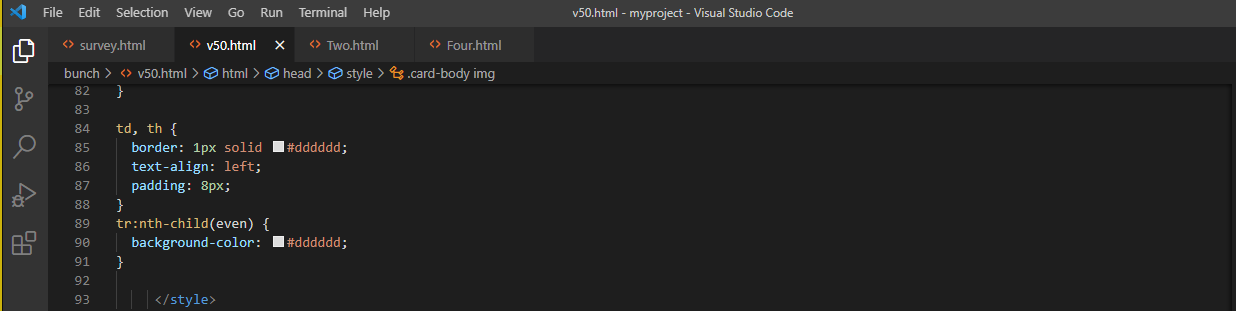 File Edit Selection View Go Run Terminal Help v50.html - myproject - Visual Studio Code
survey.html v50.html Two.html Four.html
bunch > v50.html > html > head > style > .card-body img
82 }
83
84 td, th {
85 border: 1px solid #dddddd;
86 text-align: left;
87 padding: 8px;
88 }
89 tr:nth-child(even) {
90 background-color: #dddddd;
91 }
92
93 </style>